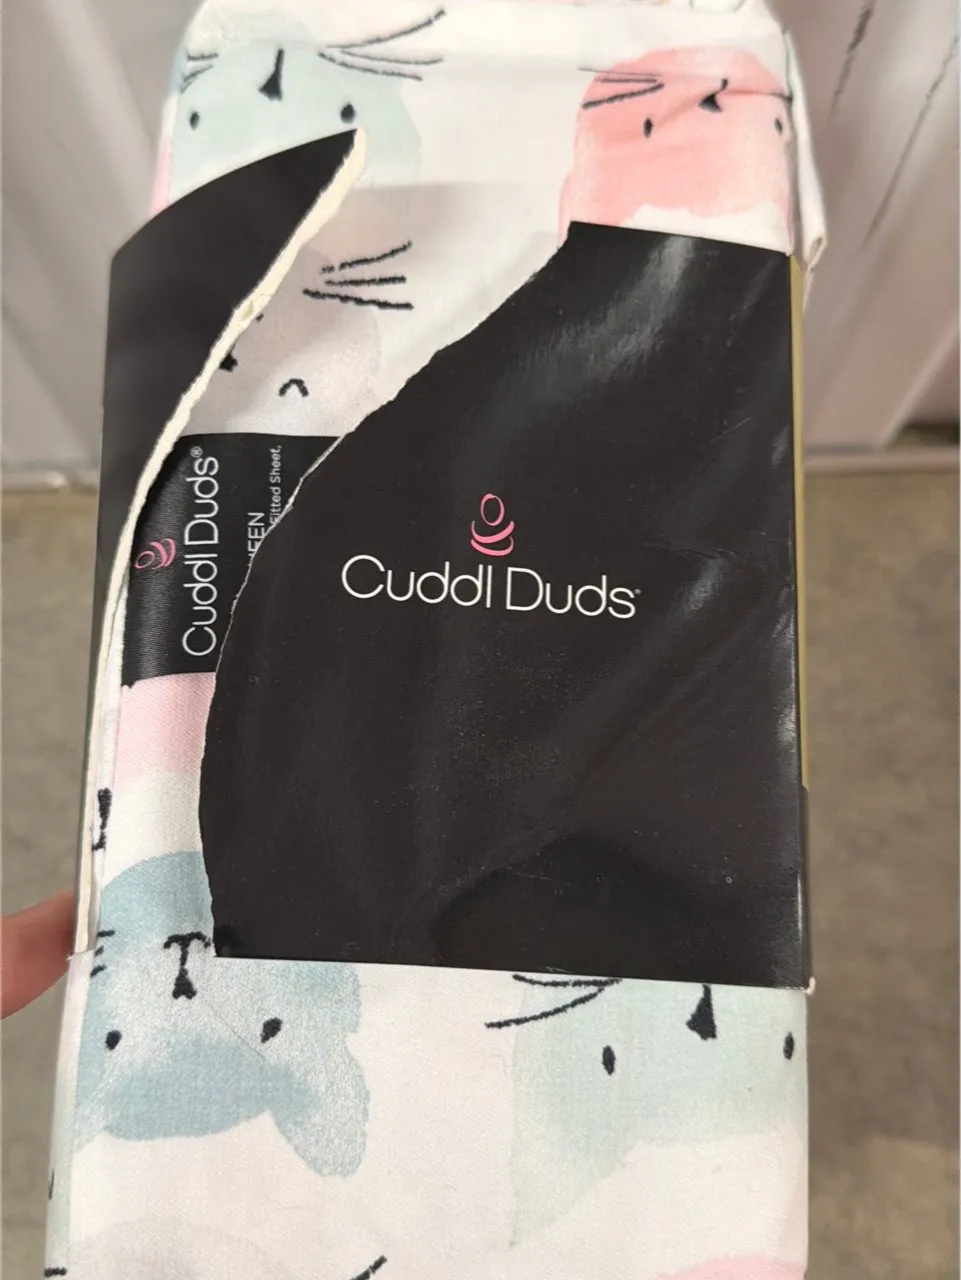 Cuddl Duds®
EEN
Fitted Sheet,
Cuddl Duds®